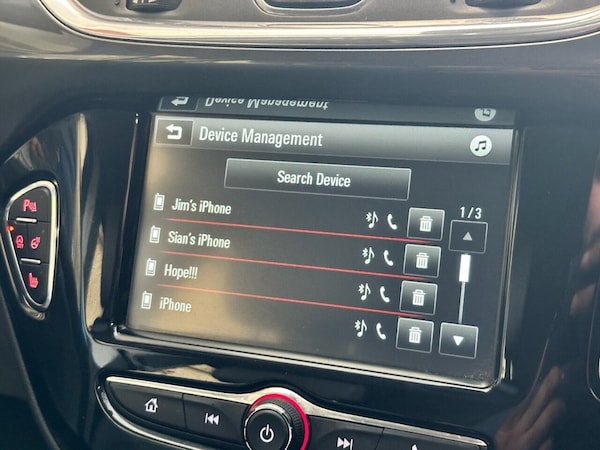 Device Management
Device Management
Search Device
Jim's iPhone
1/3
Sian's iPhone
Hope!!!
iPhone